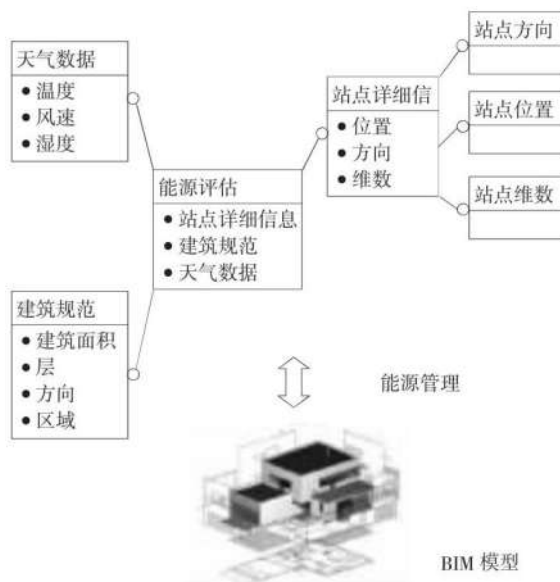 天气数据
● 温度
● 风速
● 湿度
能源评估
● 站点详细信息
● 建筑规范
● 天气数据
建筑规范
● 建筑面积
● 层
● 方向
● 区域
站点详细信
● 位置
● 方向
● 维数
站点方向
站点位置
站点维数
能源管理
BIM 模型